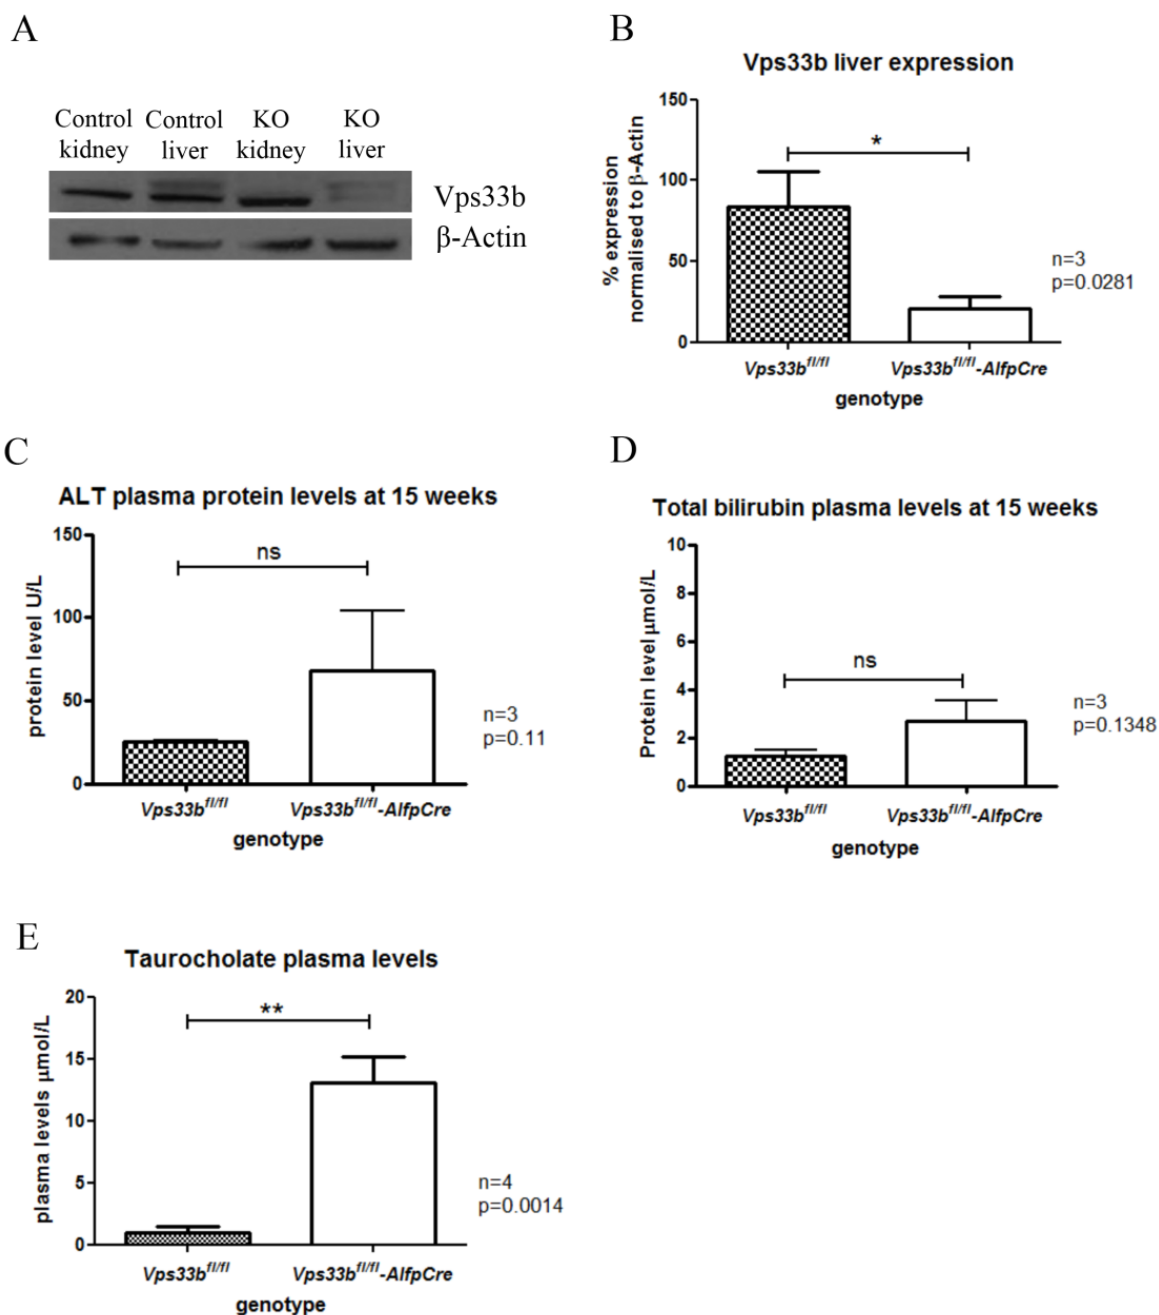 A
Control Control KO KO
kidney liver kidney liver
Vps33b
β-Actin
B
Vps33b liver expression
% expression
normalised to β-Actin
150
100
50
0
*
n=3
p=0.0281
Vps33bfl/fl
Vps33bfl/fl-AlfpCre
genotype
C
ALT plasma protein levels at 15 weeks
protein level U/L
150
100
50
0
ns
n=3
p=0.11
Vps33bfl/fl
Vps33bfl/fl-AlfpCre
genotype
D
Total bilirubin plasma levels at 15 weeks
Protein level μmol/L
10
8
6
4
2
0
ns
n=3
p=0.1348
Vps33bfl/fl
Vps33bfl/fl-AlfpCre
genotype
E
Taurocholate plasma levels
plasma levels μmol/L
20
15
10
5
0
**
n=4
p=0.0014
Vps33bfl/fl
Vps33bfl/fl-AlfpCre
genotype